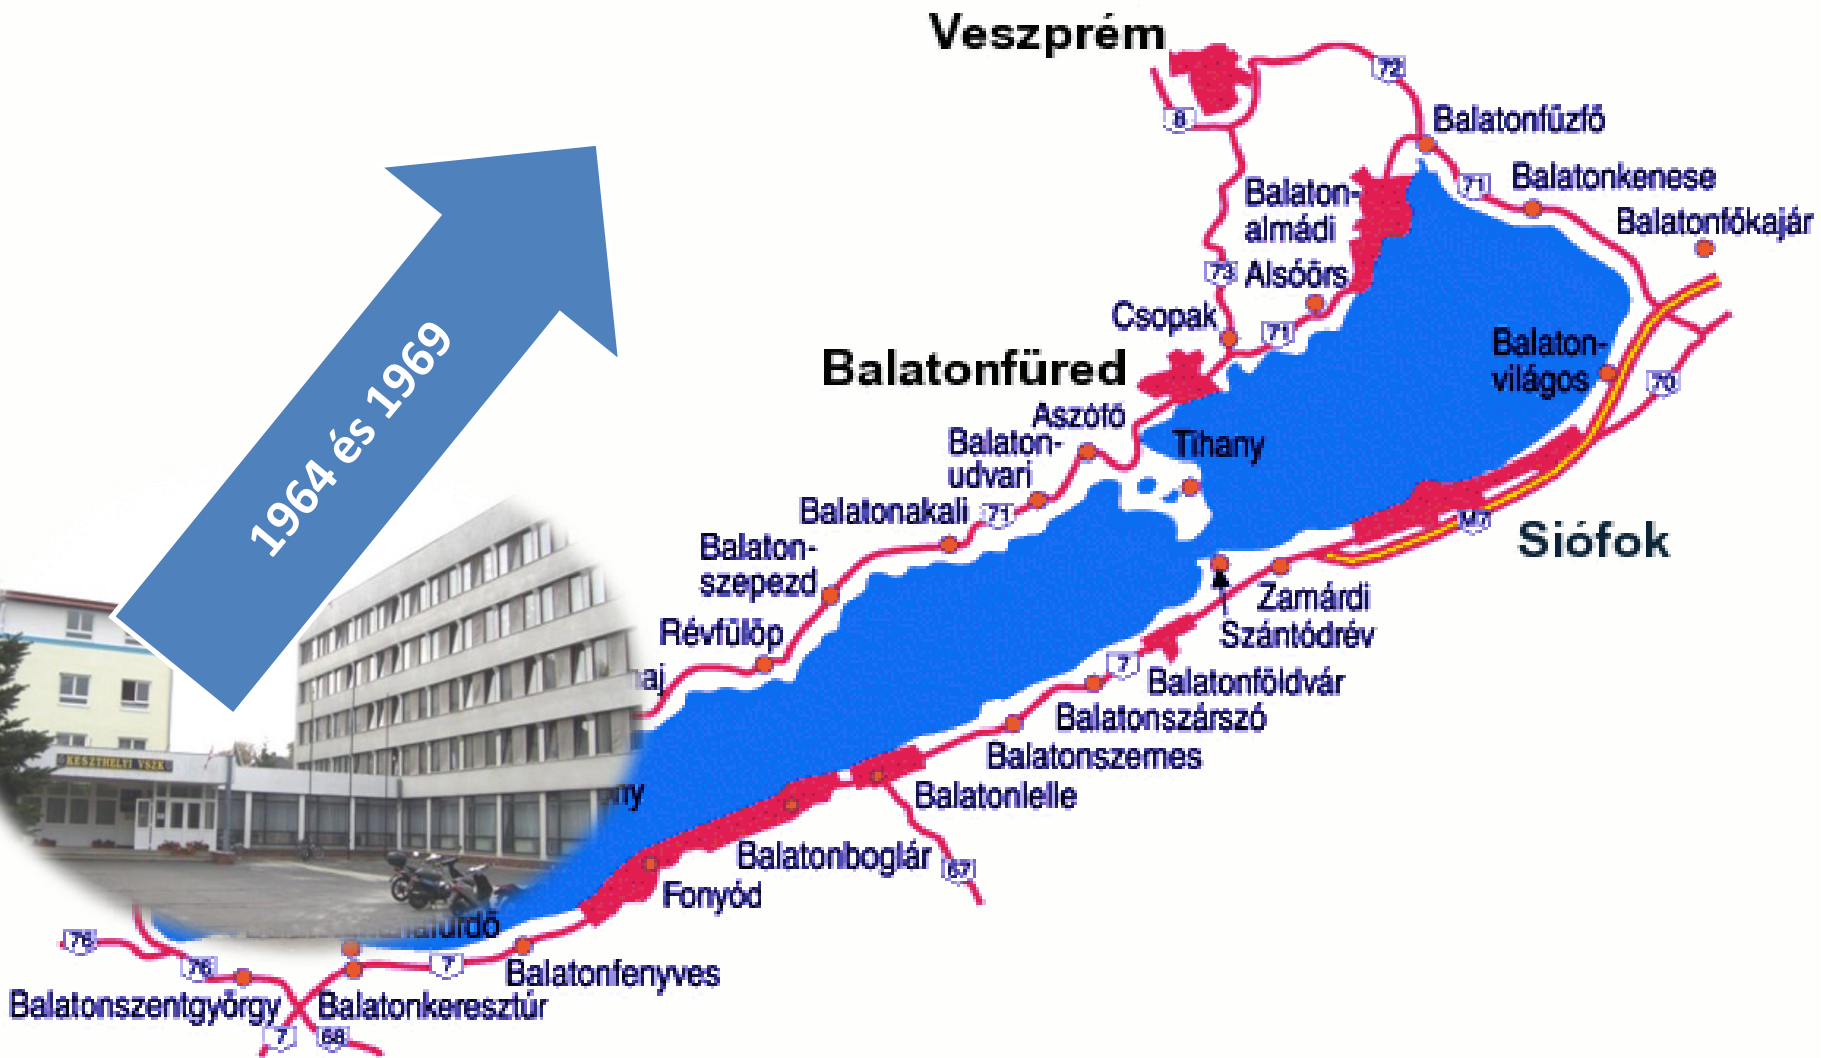 Veszprém
72
8
Balatonfűzfő
71
Balatonkenese
Balaton-
almádi
Balatonfőkajár
73
Alsóörs
Csopak
71
Balaton-
világos
70
Balatonfüred
Aszófő
Balaton-
udvari
Tihany
Balatonakali
71
M7
Siófok
Balaton-
szepezd
Zamárdi
Szántódrév
Révfülöp
7
Balatonföldvár
Balatonszárszó
Balatonszemes
Balatonlelle
Balatonboglár
67
Fonyód
1964 és 1969
KESZTHELYI VSZK
76
76
7
Balatonfenyves
Balatonszentgyörgy
Balatonkeresztúr
7
68